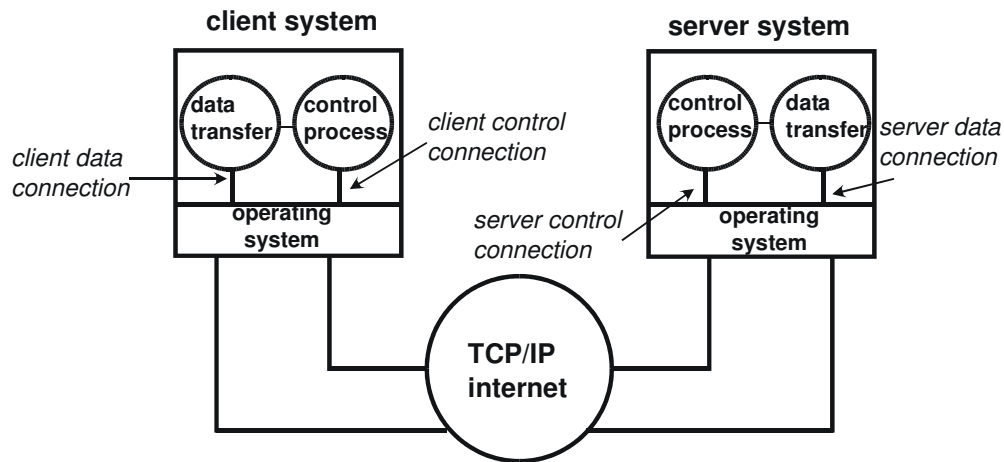 client system
server system
data
transfer
control
process
control
process
data
transfer
client control
connection
server data
connection
client data
connection
operating
system
server control
connection
operating
system
TCP/IP
internet